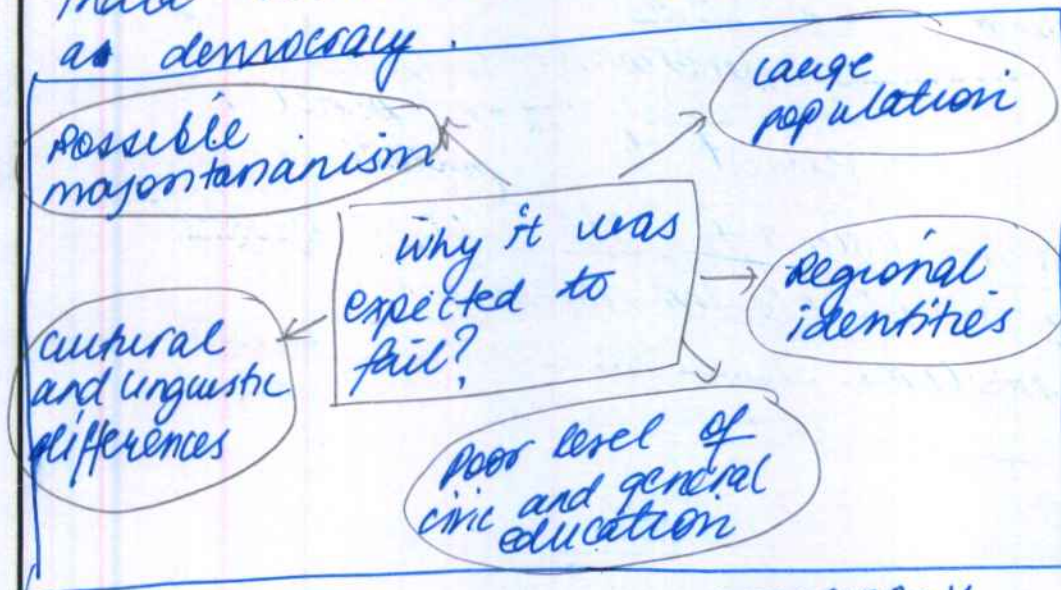 as democracy.
Possible
majoritarianism
large
population
why it was
expected to
fail?
Regional
identities
cultural
and linguistic
differences
poor level of
civic and general
education